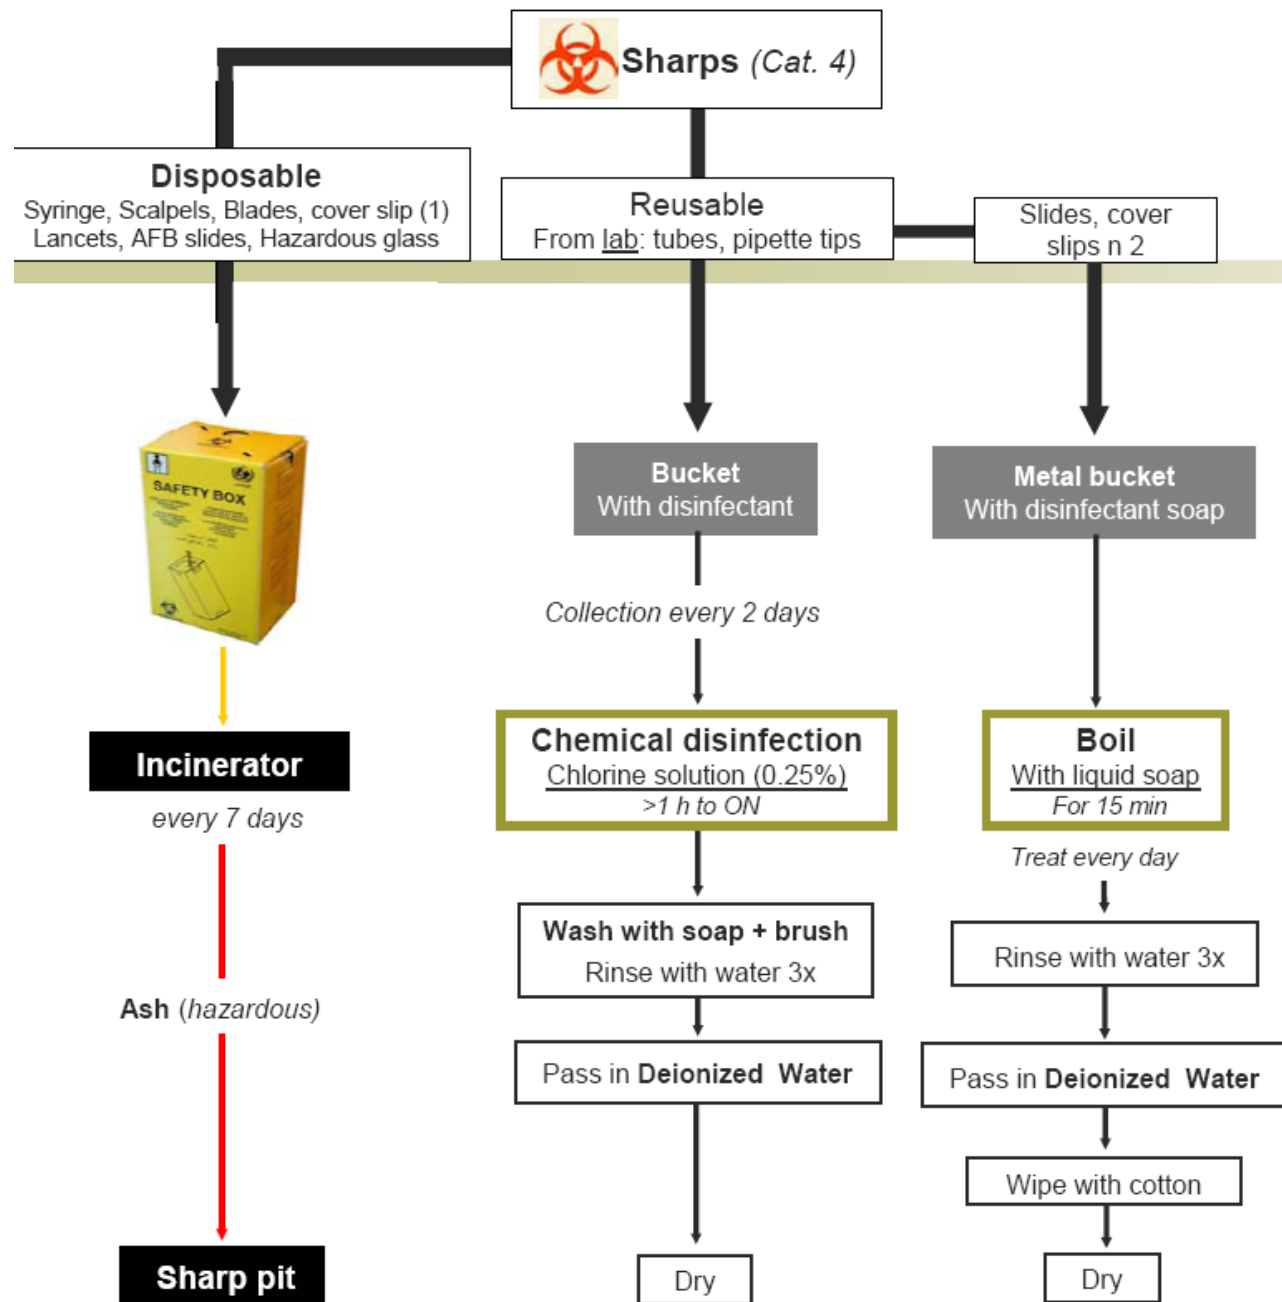 Sharps (Cat. 4)
Disposable
Syringe, Scalpels, Blades, cover slip (1)
Lancets, AFB slides, Hazardous glass
Reusable
From lab: tubes, pipette tips
Slides, cover
slips n 2
SAFETY BOX
Bucket
With disinfectant
Metal bucket
With disinfectant soap
Collection every 2 days
Incinerator
every 7 days
Chemical disinfection
Chlorine solution (0.25%)
>1 h to ON
Boil
With liquid soap
For 15 min
Treat every day
Wash with soap + brush
Rinse with water 3x
Rinse with water 3x
Ash (hazardous)
Pass in Deionized Water
Pass in Deionized Water
Wipe with cotton
Sharp pit
Dry
Dry